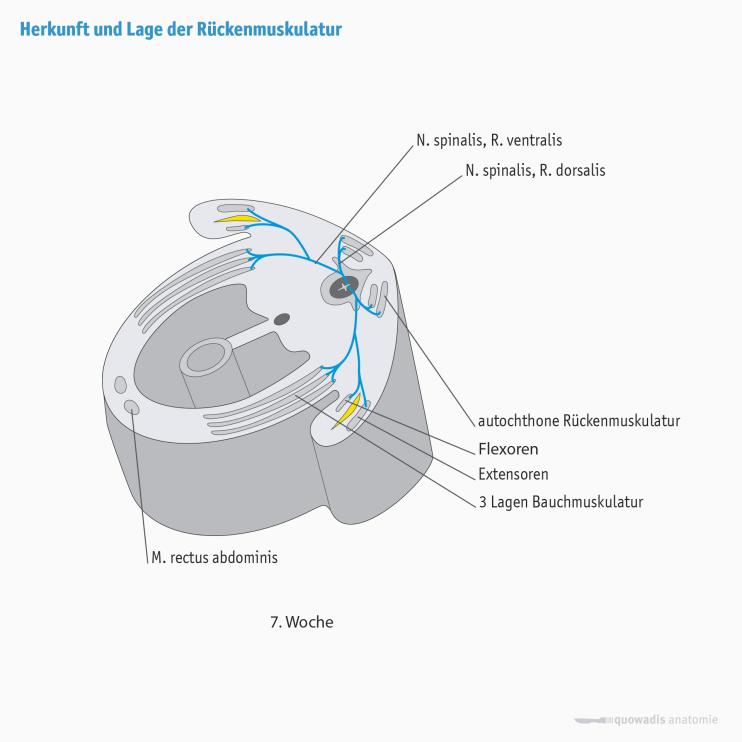 Herkunft und Lage der Rückenmuskulatur
N. spinalis, R. ventralis
N. spinalis, R. dorsalis
autochthone Rückenmuskulatur
Flexoren
Extensoren
3 Lagen Bauchmuskulatur
M. rectus abdominis
7. Woche
quowadis anatomie